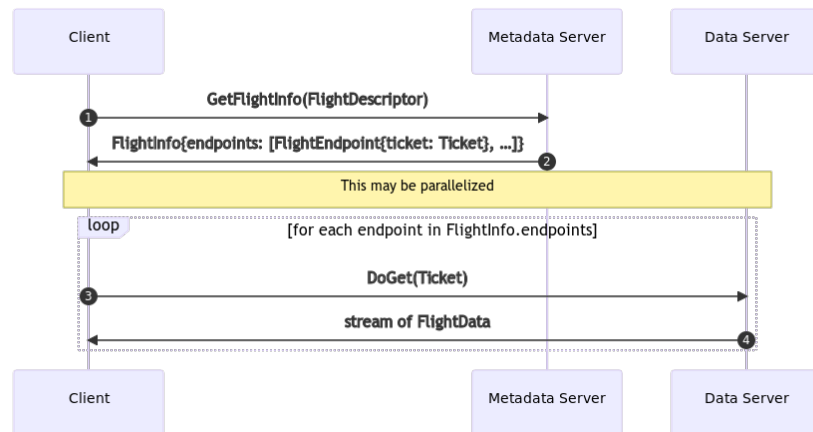 Client
Metadata Server
Data Server
GetFlightInfo(FlightDescriptor)
1
FlightInfo{endpoints: [FlightEndpoint{ticket: Ticket}, ...]}
2
This may be parallelized
loop
[for each endpoint in FlightInfo.endpoints]
DoGet(Ticket)
3
stream of FlightData
4
Client
Metadata Server
Data Server